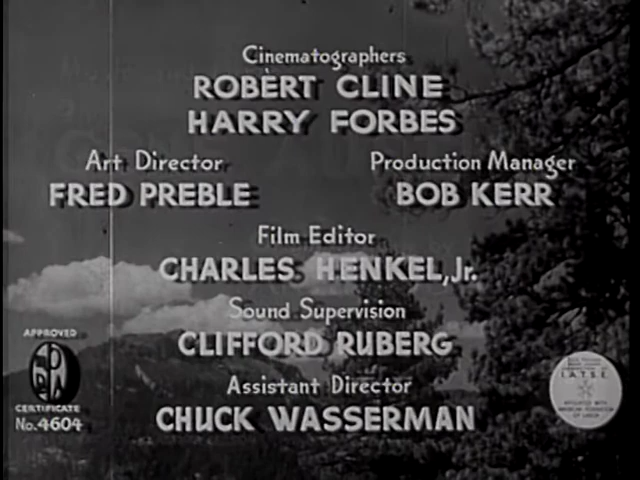 Cinematographers
ROBERT CLINE
HARRY FORBES
Art Director
FRED PREBLE
Production Manager
BOB KERR
Film Editor
CHARLES HENKEL, Jr.
Sound Supervision
CLIFFORD RUBERG
Assistant Director
CHUCK WASSERMAN
APPROVED
CERTIFICATE
No. 4604
I.A.T.S.E.